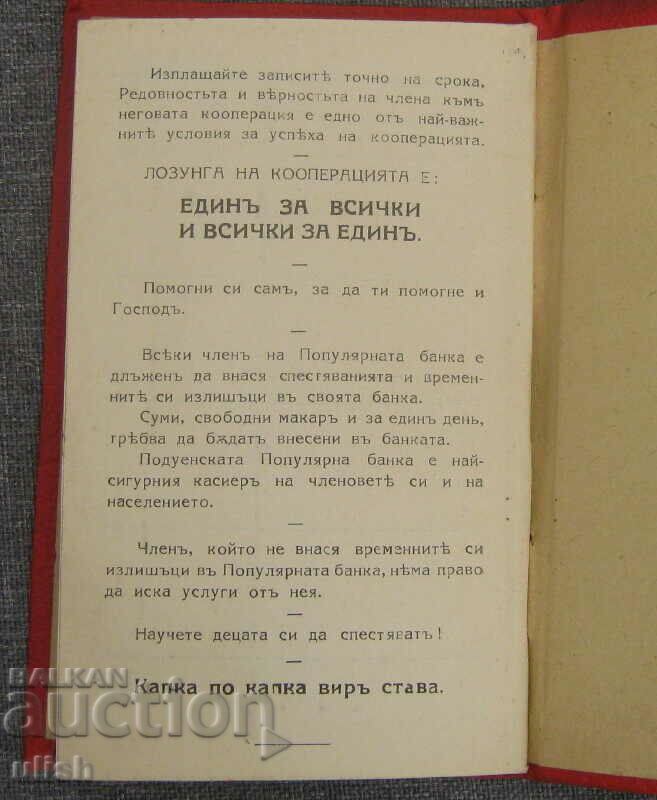 Изплащайте записитѣ точно на срока,
Редовностьта и вѣрностьта на члена къмъ
неговата кооперация е едно отъ най-важ-
нитѣ условия за успѣха на кооперацията.
ЛОЗУНГА НА КООПЕРАЦИЯТА Е:
ЕДИНЪ ЗА ВСИЧКИ
И ВСИЧКИ ЗА ЕДИНЪ.
Помогни си самъ, за да ти помогне и
Господъ.
Всѣки членъ на Популярната банка е
длъженъ да внася спестяванията и времен-
нитѣ си излишъци въ своята банка.
Суми, свободни макаръ и за единъ день,
трѣбва да бѫдатъ внесени въ банката.
Подуенската Популярна банка е най-
сигурния касиеръ на членоветѣ си и на
населението.
Членъ, който не внася временнитѣ си
излишъци въ Популярната банка, нѣма право
да иска услуги отъ нея.
Научете децата си да спестяватъ!
Капка по капка виръ става.
BALKAN
auction
ulish